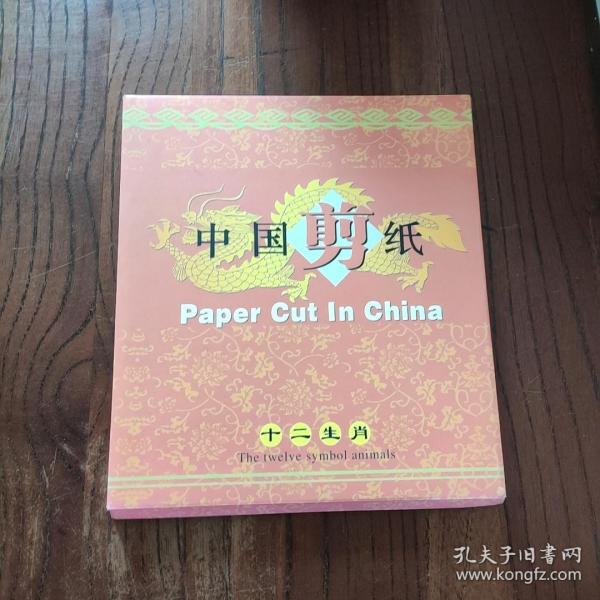 中国剪纸
Paper Cut In China
十二生肖
The twelve symbol animals
孔夫子旧书网
www.kongfz.com